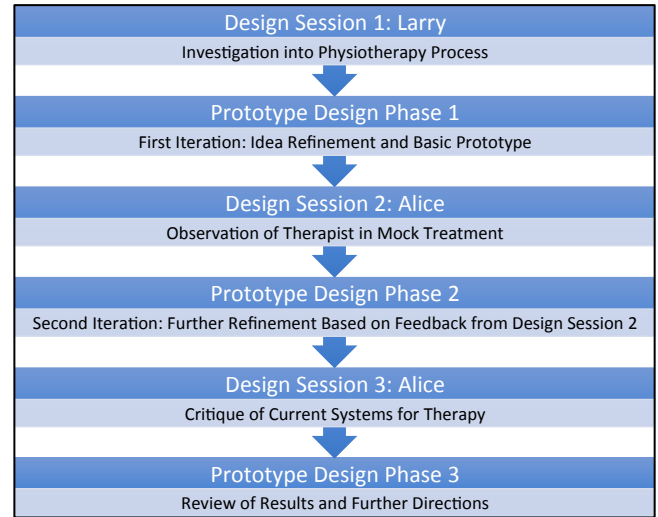 Design Session 1: Larry
Investigation into Physiotherapy Process
Prototype Design Phase 1
First Iteration: Idea Refinement and Basic Prototype
Design Session 2: Alice
Observation of Therapist in Mock Treatment
Prototype Design Phase 2
Second Iteration: Further Refinement Based on Feedback from Design Session 2
Design Session 3: Alice
Critique of Current Systems for Therapy
Prototype Design Phase 3
Review of Results and Further Directions